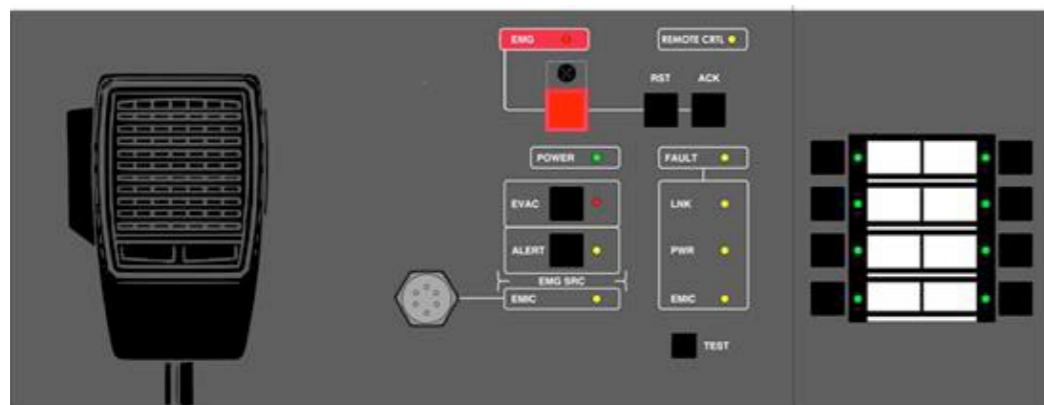 EMG
REMOTE CRTL
RST
ACK
POWER
FAULT
EVAC
LNK
ALERT
PWR
EMG SRC
EMIC
EMIC
TEST